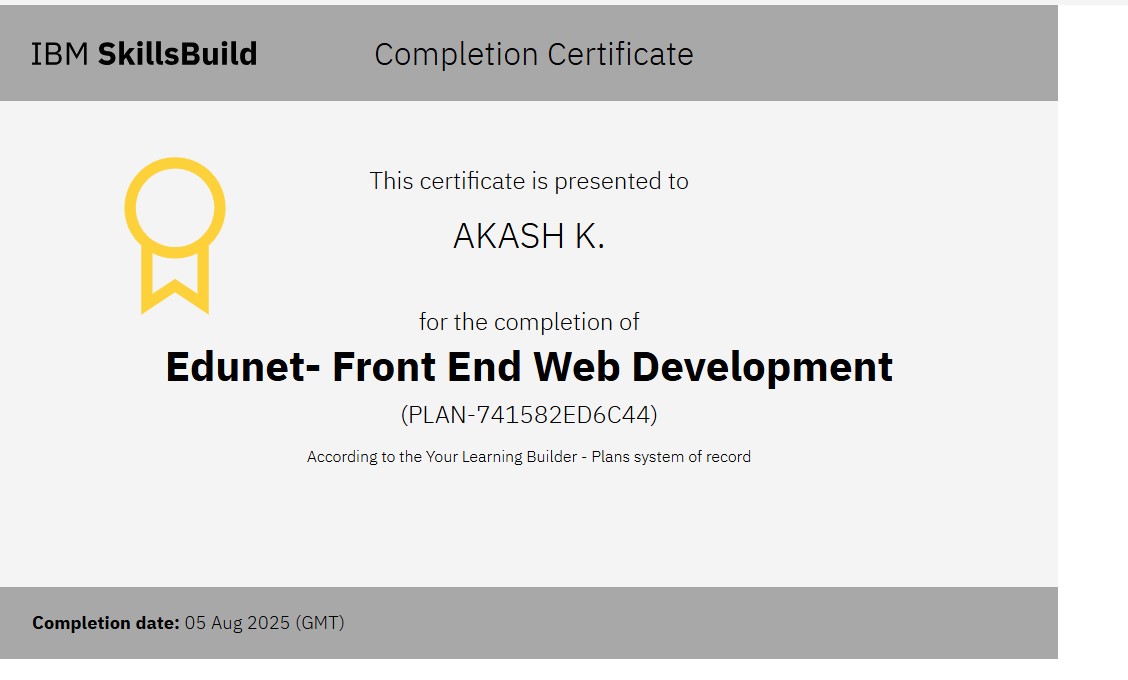 IBM SkillsBuild
Completion Certificate
This certificate is presented to
AKASH K.
for the completion of
Edunet- Front End Web Development
(PLAN-741582ED6C44)
According to the Your Learning Builder - Plans system of record
Completion date: 05 Aug 2025 (GMT)